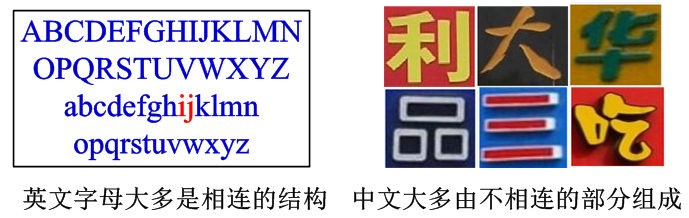 ABCDEFGHIJKLMN
OPQRSTUVWXYZ
abcdefghijklmn
opqrstuvwxyz
利大华
品三吃
英文字母大多是相连的结构
中文大多由不相连的部分组成